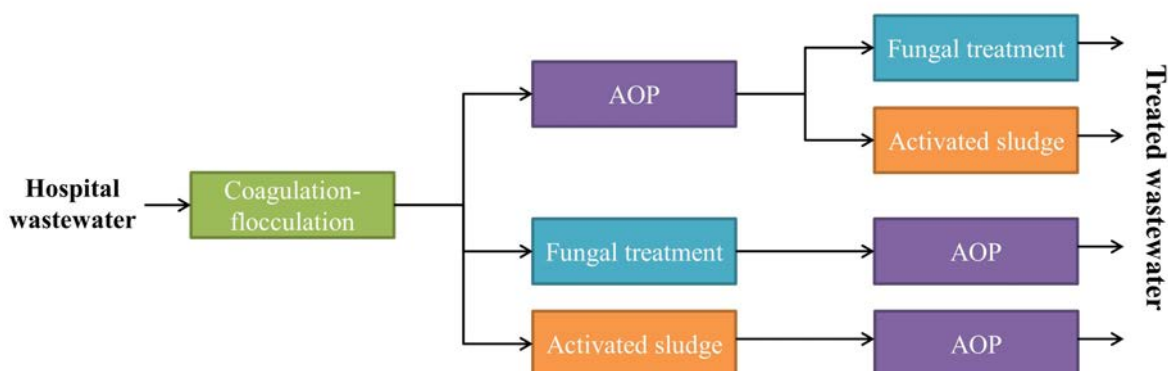 Hospital
wastewater
Coagulation-
flocculation
AOP
Fungal treatment
Activated sludge
Fungal treatment
AOP
Activated sludge
AOP
Treated wastewater